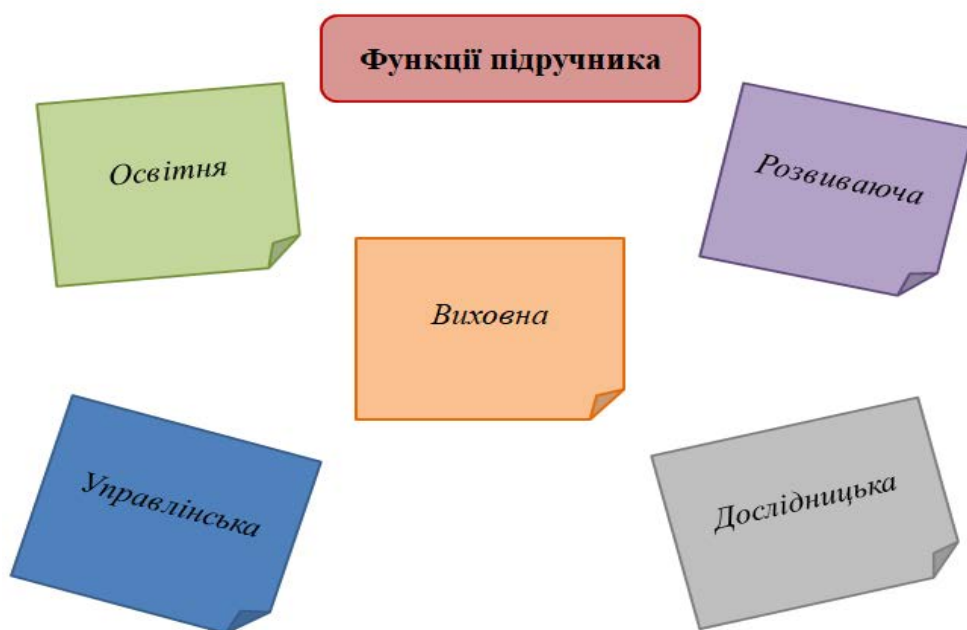 Функції підручника
Освітня
Розвиваюча
Виховна
Управлінська
Дослідницька